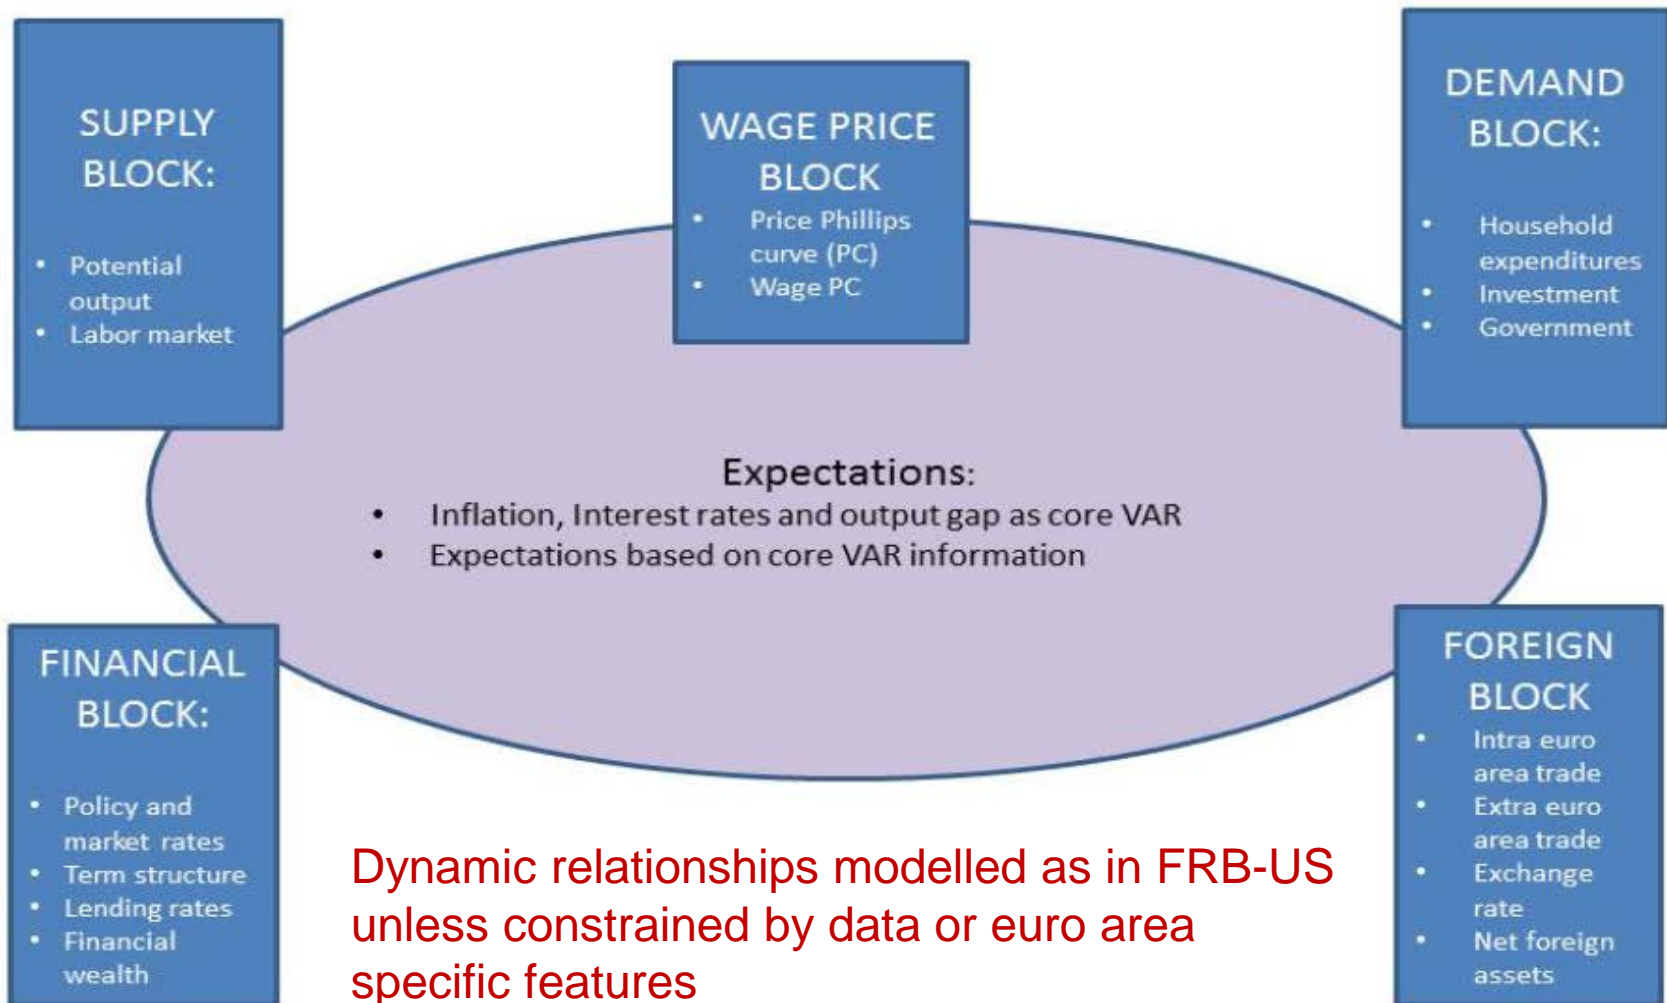 SUPPLY
BLOCK:
• Potential
output
• Labor market
WAGE PRICE
BLOCK
• Price Phillips
curve (PC)
• Wage PC
DEMAND
BLOCK:
• Household
expenditures
• Investment
• Government
Expectations:
• Inflation, Interest rates and output gap as core VAR
• Expectations based on core VAR information
FINANCIAL
BLOCK:
• Policy and
market rates
• Term structure
• Lending rates
• Financial
wealth
Dynamic relationships modelled as in FRB-US
unless constrained by data or euro area
specific features
FOREIGN
BLOCK
• Intra euro
area trade
• Extra euro
area trade
• Exchange
rate
• Net foreign
assets